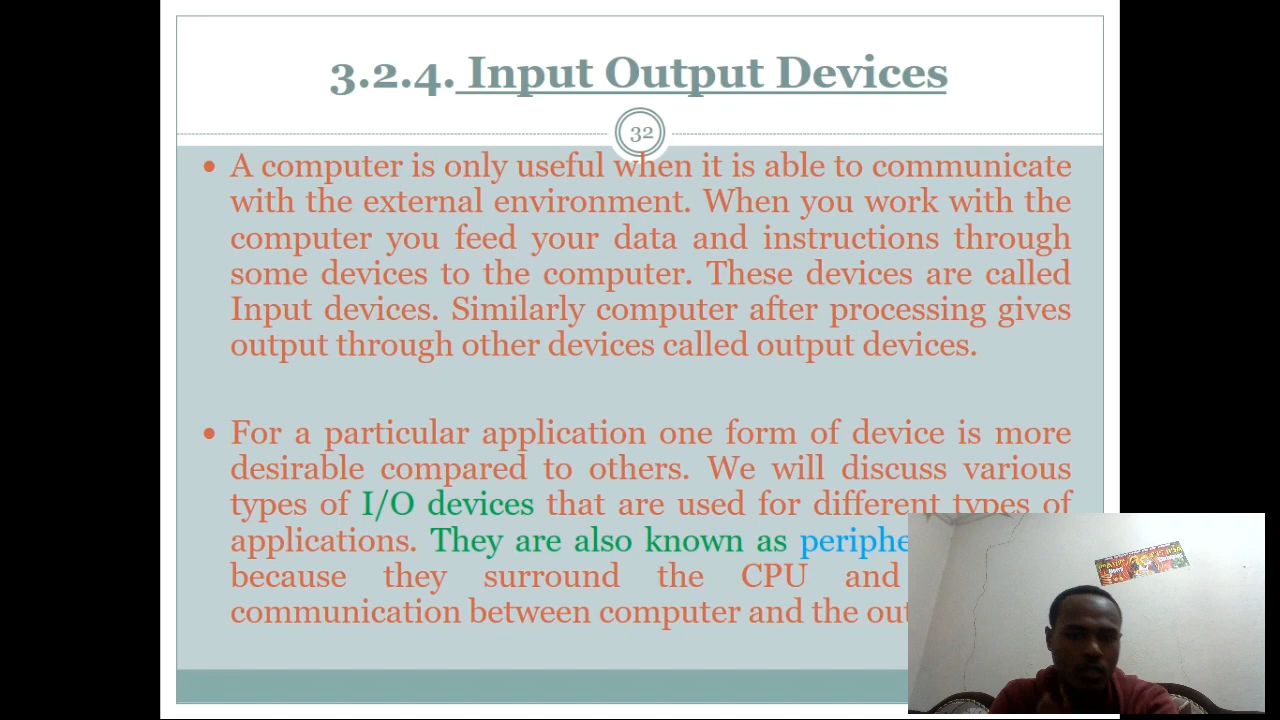 3.2.4. Input Output Devices
32
• A computer is only useful when it is able to communicate
with the external environment. When you work with the
computer you feed your data and instructions through
some devices to the computer. These devices are called
Input devices. Similarly computer after processing gives
output through other devices called output devices.
• For a particular application one form of device is more
desirable compared to others. We will discuss various
types of I/O devices that are used for different types of
applications. They are also known as
because they surround the CPU and
communication between computer and the